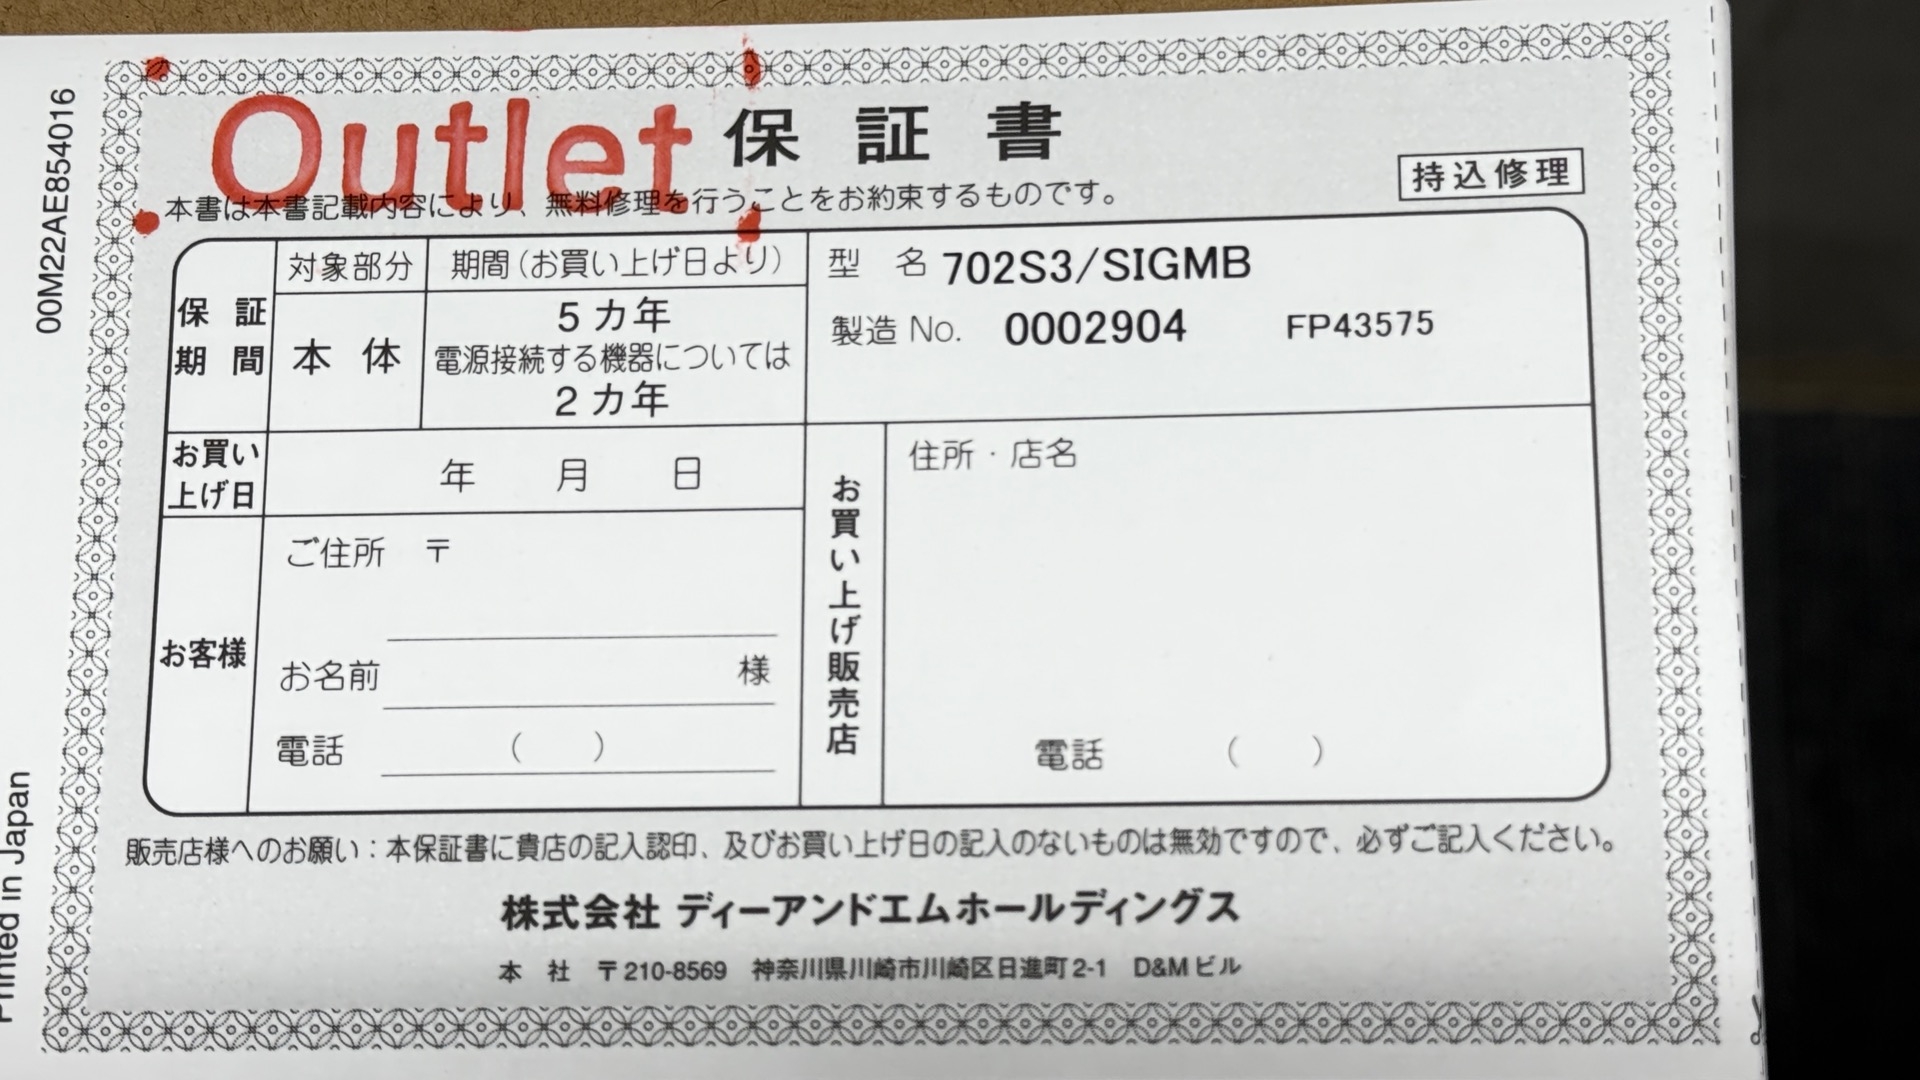 00M22AE854016
Outlet 保証書
持込修理
本書は本書記載内容により、無料修理を行うことをお約束するものです。
保証期間
対象部分
期間（お買い上げ日より）
本体
5カ年
電源接続する機器については
2カ年
型名 702S3/SIGMB
製造 No. 0002904 FP43575
お買い上げ日
年 月 日
お客様
ご住所 〒
お名前 様
電話 （ ）
お買い上げ販売店
住所・店名
電話 （ ）
販売店様へのお願い：本保証書に貴店の記入認印、及びお買い上げ日の記入のないものは無効ですので、必ずご記入ください。
株式会社 ディーアンドエムホールディングス
本社 〒210-8569 神奈川県川崎市川崎区日進町2-1 D&Mビル
Printed in Japan